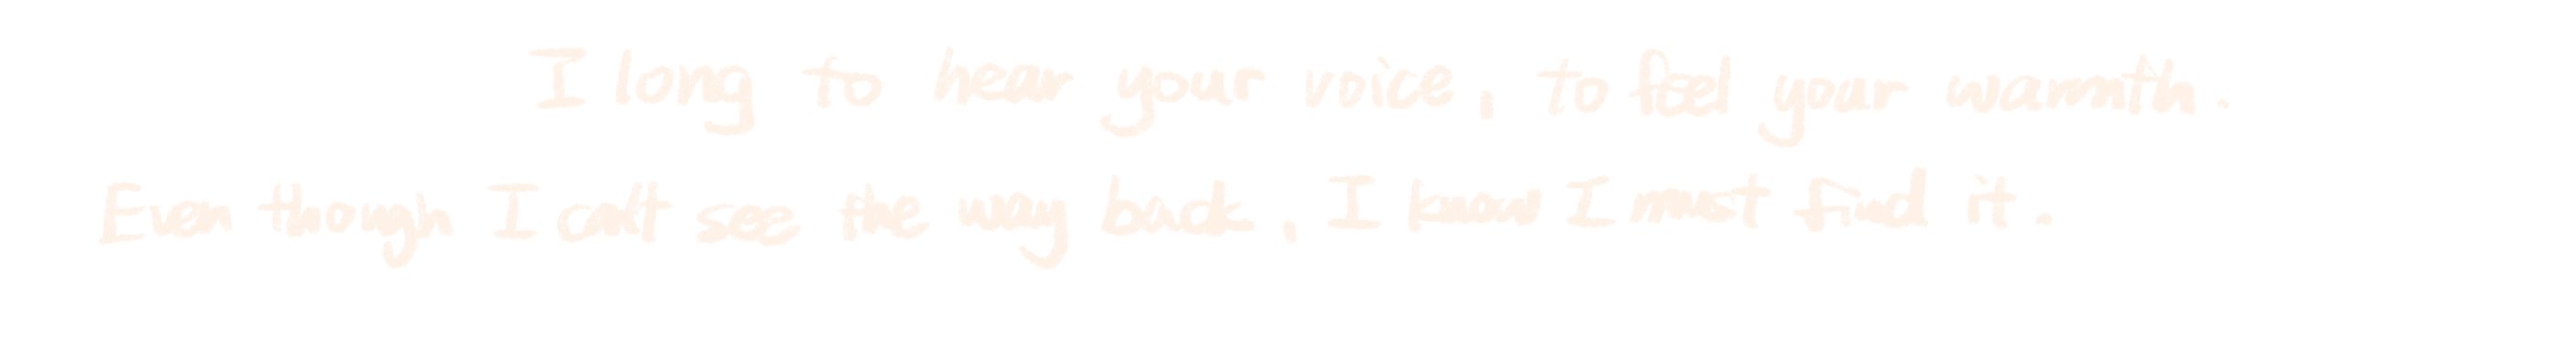 I long to hear your voice, to feel your warmth.
Even though I can't see the way back, I know I must find it.